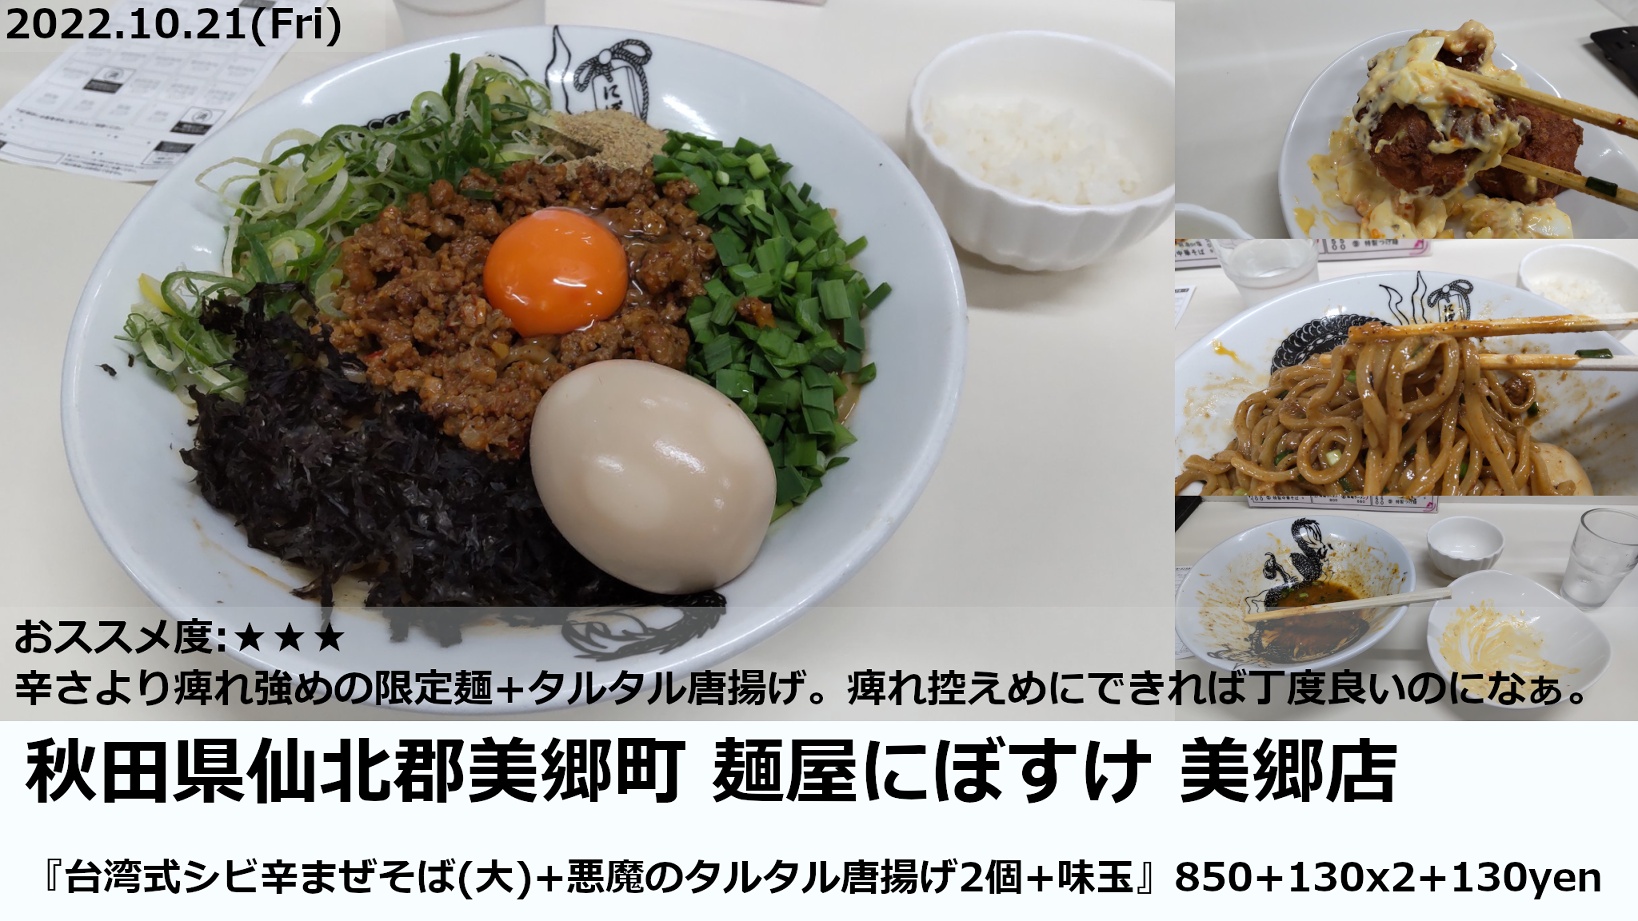 2022.10.21(Fri)
にぼ
おススメ度:★★★
辛さより痺れ強めの限定麺+タルタル唐揚げ。痺れ控えめにできれば丁度良いのになぁ。
秋田県仙北郡美郷町 麺屋にぼすけ 美郷店
『台湾式シビ辛まぜそば(大)+悪魔のタルタル唐揚げ2個+味玉』850+130x2+130yen